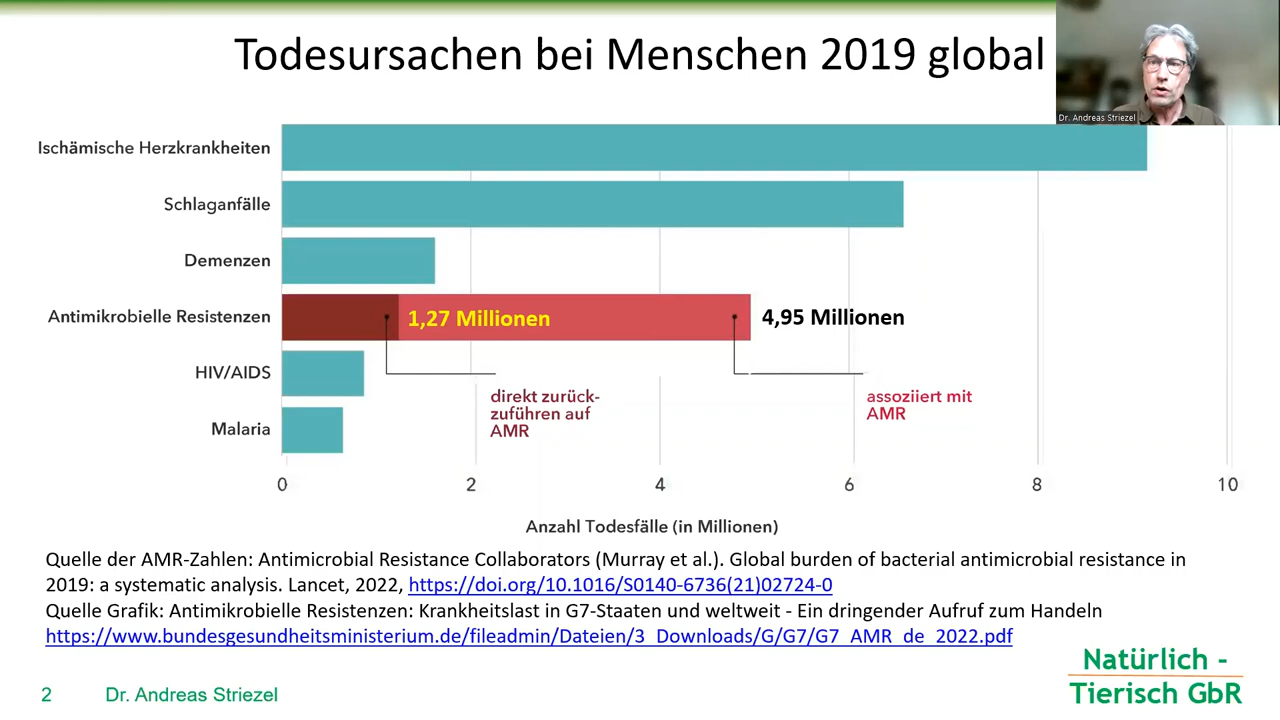 Todesursachen bei Menschen 2019 global
Dr. Andreas Striezel
Ischämische Herzkrankheiten
Schlaganfälle
Demenzen
Antimikrobielle Resistenzen
1,27 Millionen
4,95 Millionen
HIV/AIDS
direkt zurück-
zuführen auf
AMR
assoziiert mit
AMR
Malaria
0 2 4 6 8 10
Anzahl Todesfälle (in Millionen)
Quelle der AMR-Zahlen: Antimicrobial Resistance Collaborators (Murray et al.). Global burden of bacterial antimicrobial resistance in
2019: a systematic analysis. Lancet, 2022, https://doi.org/10.1016/S0140-6736(21)02724-0
Quelle Grafik: Antimikrobielle Resistenzen: Krankheitslast in G7-Staaten und weltweit - Ein dringender Aufruf zum Handeln
https://www.bundesgesundheitsministerium.de/fileadmin/Dateien/3_Downloads/G/G7/G7_AMR_de_2022.pdf
Natürlich -
Tierisch GbR
2 Dr. Andreas Striezel